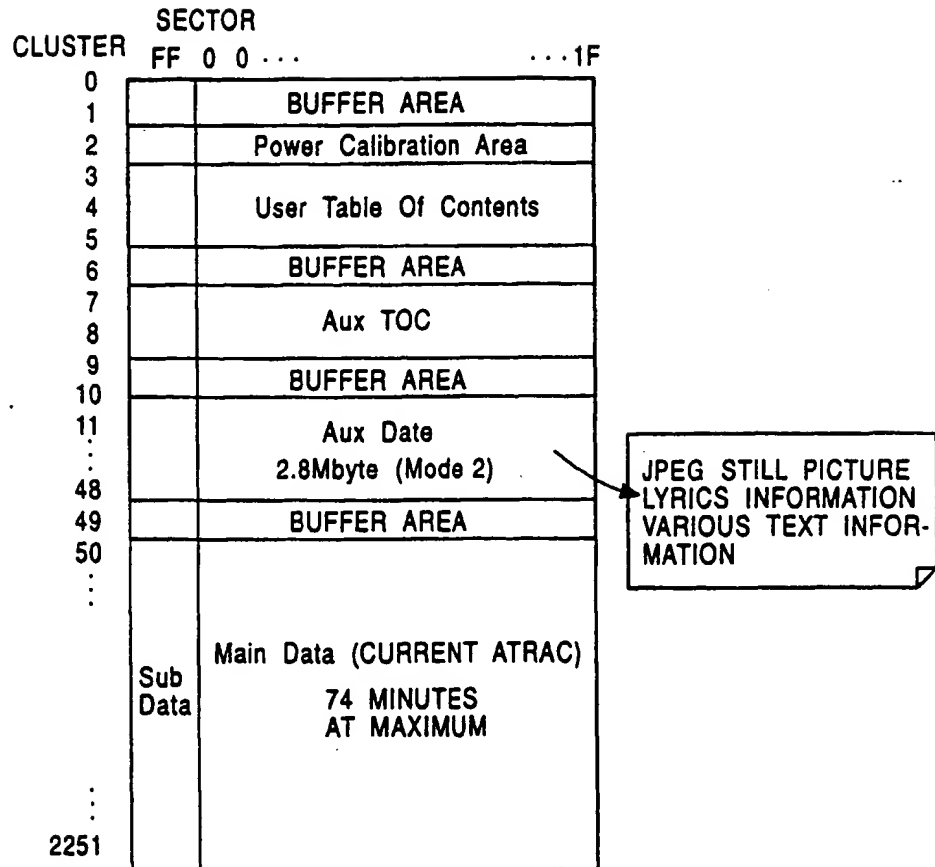 SECTOR
CLUSTER FF 0 0 ··· ···1F
0
1 BUFFER AREA
2 Power Calibration Area
3
4 User Table Of Contents
5
6 BUFFER AREA
7
8 Aux TOC
9
10 BUFFER AREA
11 Aux Date
2.8Mbyte (Mode 2)
48
49 BUFFER AREA
50
JPEG STILL PICTURE
LYRICS INFORMATION
VARIOUS TEXT INFOR-
MATION
Main Data (CURRENT ATRAC)
Sub
Data
74 MINUTES
AT MAXIMUM
2251